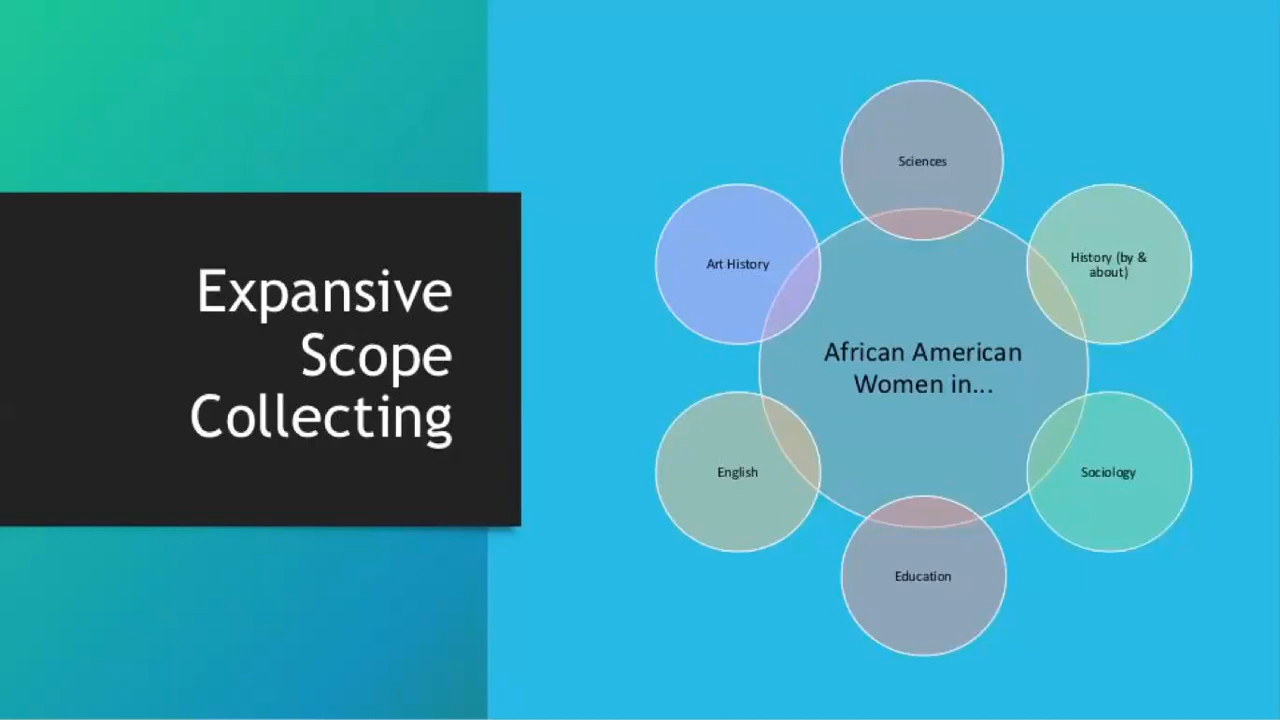 Expansive
Scope
Collecting
African American
Women in...
Sciences
History (by &
about)
Sociology
Education
English
Art History